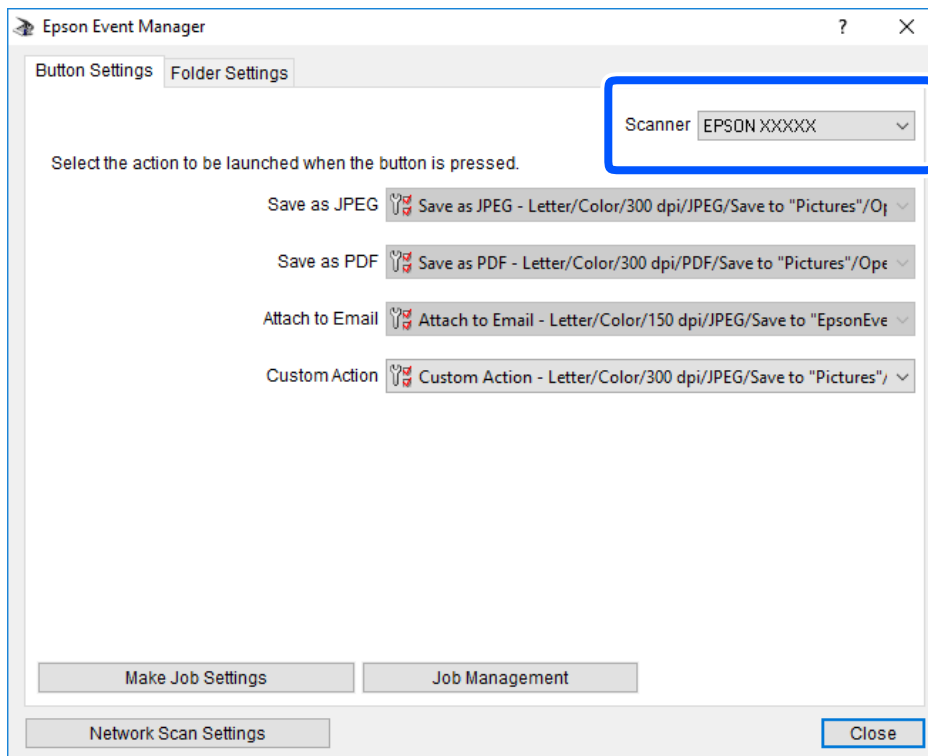 Epson Event Manager
Button Settings Folder Settings
Scanner EPSON XXXXX
Select the action to be launched when the button is pressed.
Save as JPEG Save as JPEG - Letter/Color/300 dpi/JPEG/Save to "Pictures"/Op
Save as PDF Save as PDF - Letter/Color/300 dpi/PDF/Save to "Pictures"/Ope
Attach to Email Attach to Email - Letter/Color/150 dpi/JPEG/Save to "EpsonEve
Custom Action Custom Action - Letter/Color/300 dpi/JPEG/Save to "Pictures"/
Make Job Settings Job Management
Network Scan Settings Close